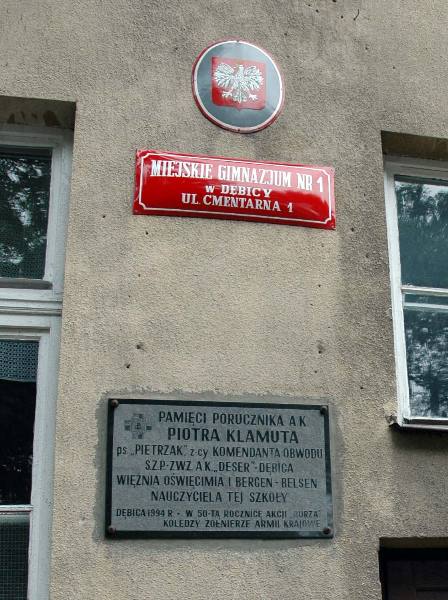 MIEJSKIE GIMNAZJUM NR 1
W DĘBICY
UL. CMENTARNA 1
PAMIĘCI PORUCZNIKA A K
PIOTRA KLAMUTA
ps „PIETRZAK” z-cy KOMENDANTA OBWODU
S.Z.P.-ZWZ A K „DESER” - DĘBICA
WIĘŹNIA OŚWIĘCIMIA I BERGEN - BELSEN
NAUCZYCIELA TEJ SZKOŁY
DĘBICA 1994 R - W 50-TĄ ROCZNICĘ AKCJI „BURZA”
KOLEDZY ŻOŁNIERZE ARMII KRAJOWEJ